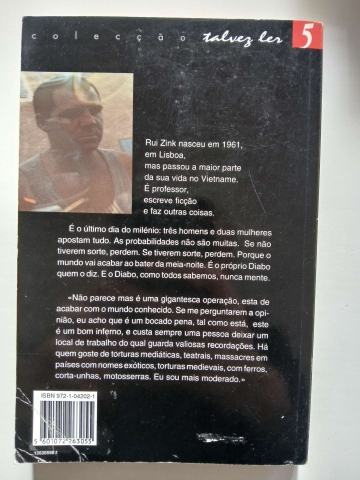 colecção talvez ler 5
Rui Zink nasceu em 1961,
em Lisboa,
mas passou a maior parte
da sua vida no Vietname.
É professor,
escreve ficção
e faz outras coisas.
É o último dia do milénio: três homens e duas mulheres
apostam tudo. As probabilidades não são muitas. Se não
tiverem sorte, perdem. Se tiverem sorte, perdem. Porque o
mundo vai acabar ao bater da meia-noite. É o próprio Diabo
quem o diz. E o Diabo, como todos sabemos, nunca mente.
«Não parece mas é uma gigantesca operação, esta de
acabar com o mundo conhecido. Se me perguntarem a opi-
nião, eu acho que é um bocado pena, tal como está, este
é um bom inferno, e custa sempre uma pessoa deixar um
local de trabalho do qual guarda valiosas recordações. Há
quem goste de torturas mediáticas, teatrais, massacres em
países com nomes exóticos, torturas medievais, com ferros,
corta-unhas, motosserras. Eu sou mais moderado.»
ISBN 972-1-04202-1
5601072263055